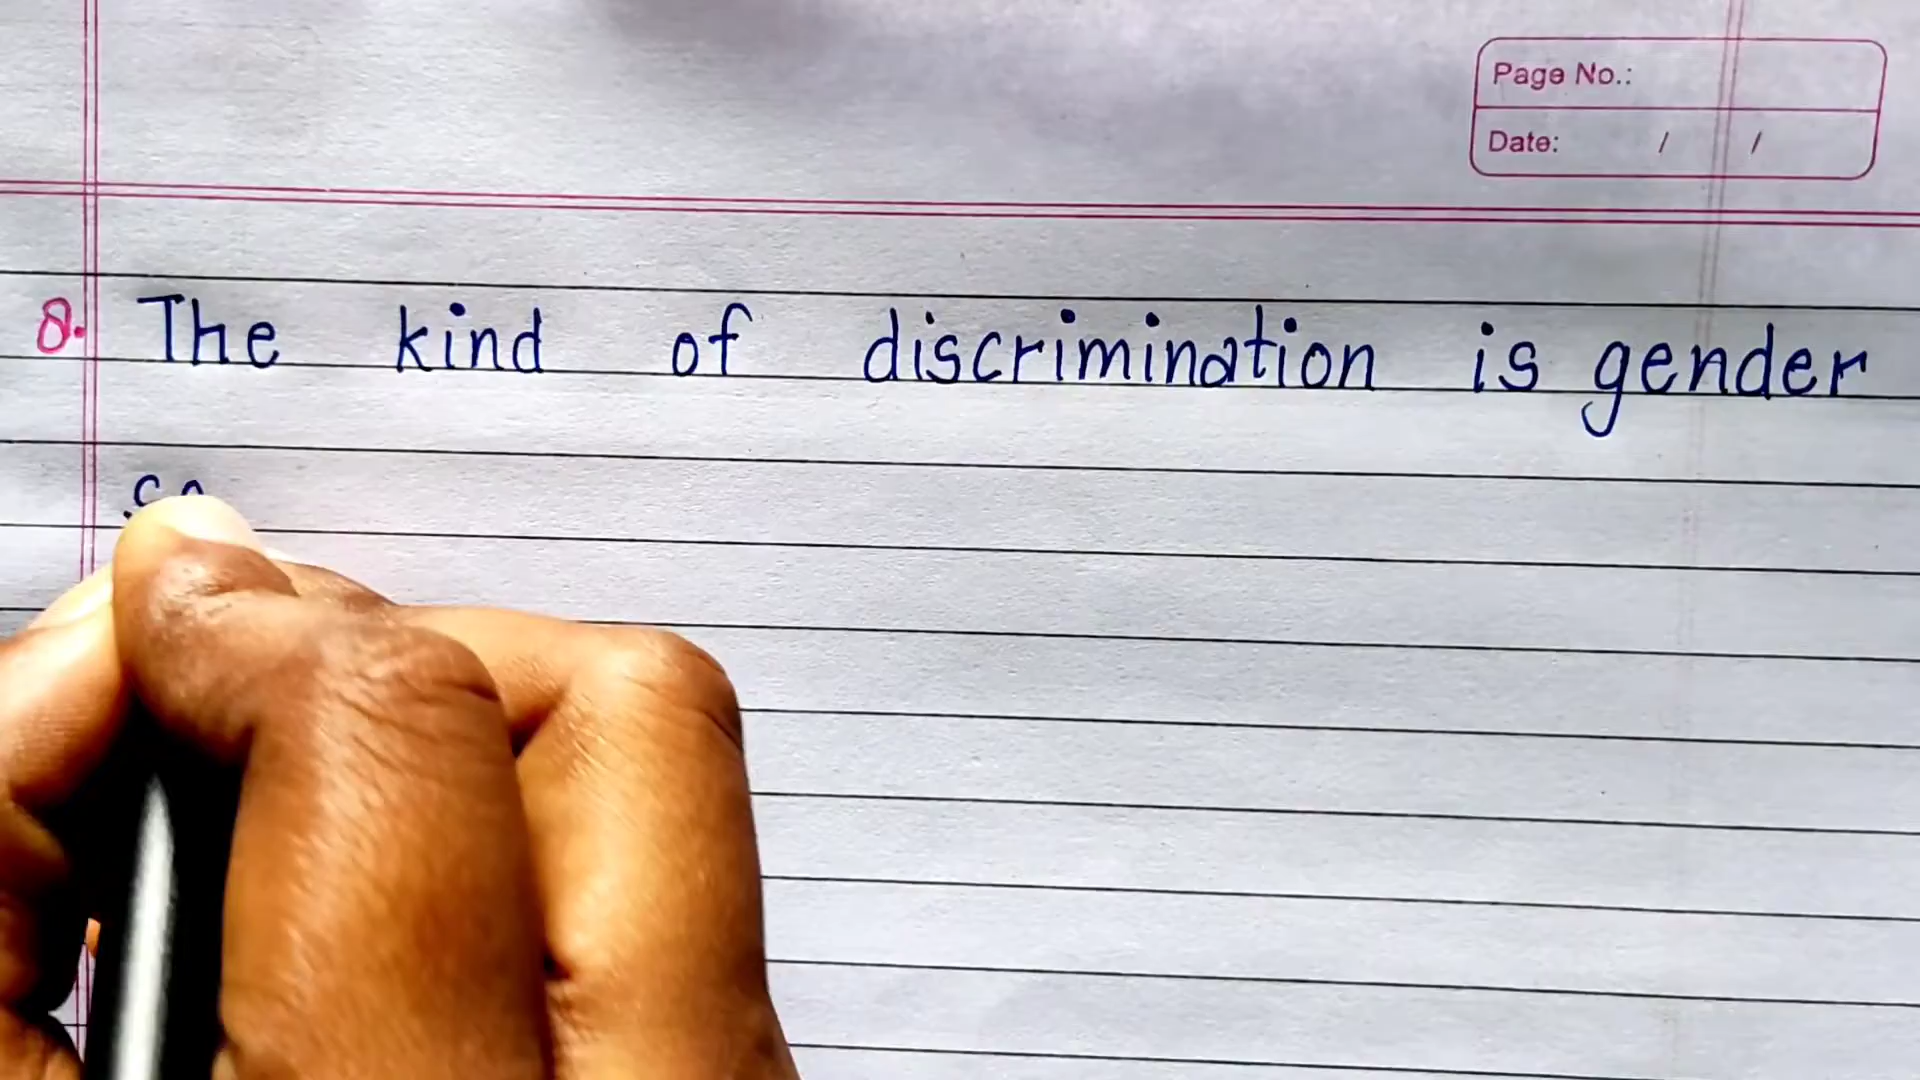 Page No.:
Date: / /
8. The kind of discrimination is gender